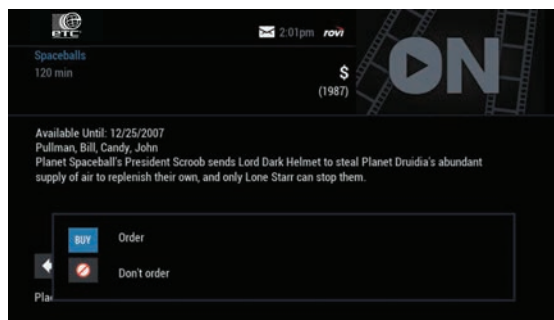 etc
2:01pm rovi
ON
Spaceballs
120 min
$
(1987)
Available Until: 12/25/2007
Pullman, Bill, Candy, John
Planet Spaceball's President Scroob sends Lord Dark Helmet to steal Planet Druidia's abundant
supply of air to replenish their own, and only Lone Starr can stop them.
BUY Order
Don't order